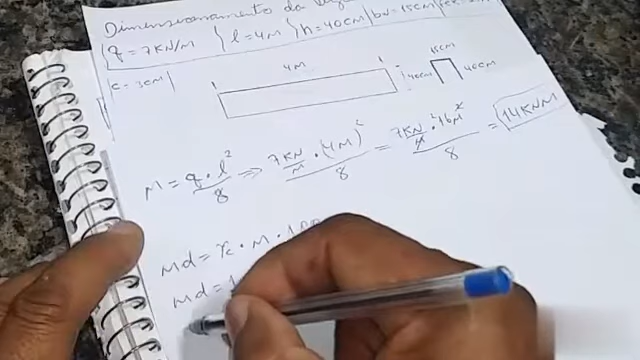 Dimensionamento da
q = 7KN/M { l = 4M { h = 40cm | bw = 15cm |
c = 3cm |
4M
15cm
40cm
40cm
M = q · l² / 8 => 7KN/M · (4M)² / 8 = 7KN/M · 16M² / 8 = 14KNM
Md = γc · M · 100
Md = 1